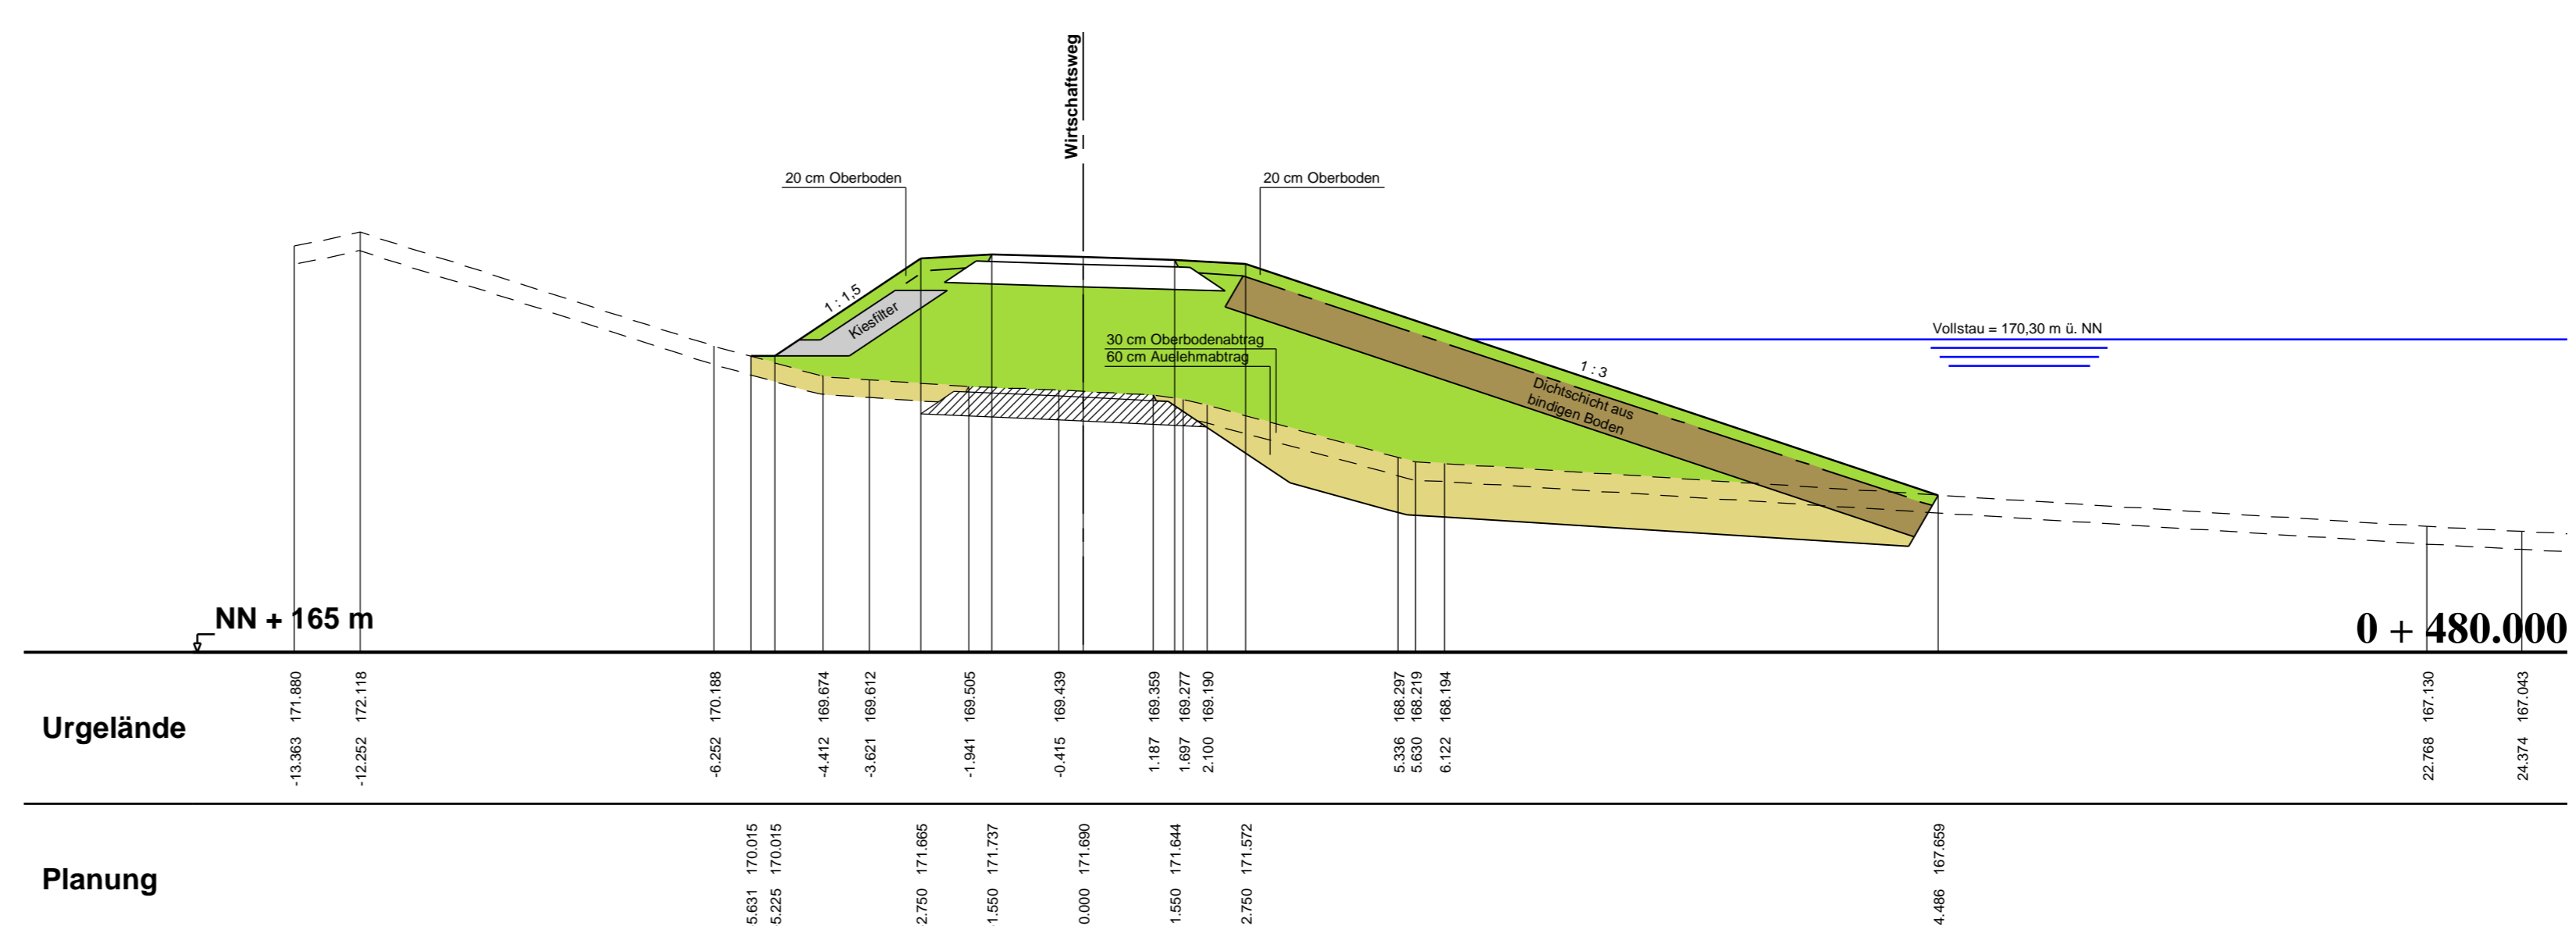 Wirtschaftsweg
20 cm Oberboden
20 cm Oberboden
1 : 1,5
Kiesfilter
30 cm Oberbodenabtrag
60 cm Auelehmabtrag
Vollstau = 170,30 m ü. NN
1 : 3
Dichtschicht aus
bindigen Boden
NN + 165 m
0 + 480.000
Urgelände
-13.363 171.880
-12.252 172.118
-6.252 170.188
-4.412 169.674
-3.621 169.612
-1.941 169.505
-0.415 169.439
1.187 169.359
1.697 169.277
2.100 169.190
5.336 168.297
5.630 168.219
6.122 168.194
22.768 167.130
24.374 167.043
Planung
5.631 170.015
5.225 170.015
2.750 171.665
1.550 171.737
0.000 171.690
1.550 171.644
2.750 171.572
4.486 167.659